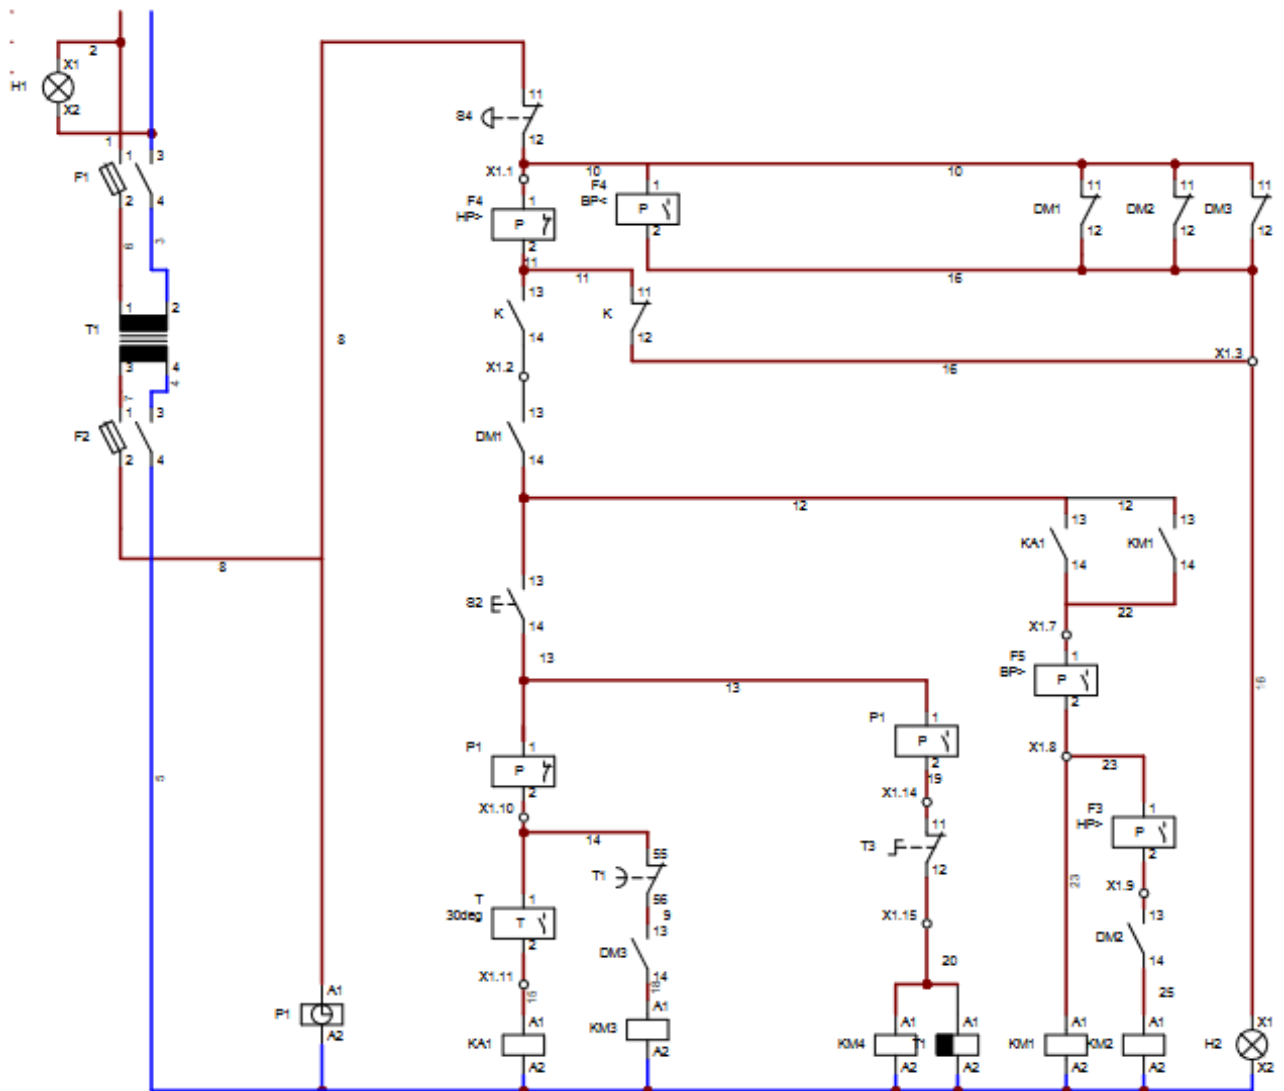 2
X1
H1
X2
1
1
3
F1
2
4
6
3
1
2
T1
3
4
7
4
1
3
F2
2
4
8
8
5
A1
P1
A2
11
S4
12
X1.1
10
10
F4
HP>
1
P
2
F4
BP<
1
P
2
11
DM1
12
11
DM2
12
11
DM3
12
11
11
16
13
K
14
11
K
12
X1.2
16
X1.3
13
DM1
14
12
12
13
KA1
14
13
KM1
14
22
13
S2
14
13
13
X1.7
F5
BP>
1
P
2
16
P1
1
P
2
P1
1
P
2
19
X1.8
23
X1.10
14
X1.14
F3
HP>
1
P
2
55
T1
56
9
11
T3
12
23
X1.9
T
30deg
1
T
2
13
DM3
14
18
X1.15
20
13
DM2
14
25
X1.11
15
A1
KA1
A2
A1
KM3
A2
A1
KM4
A2
A1
T1
A2
A1
KM1
A2
A1
KM2
A2
X1
H2
X2